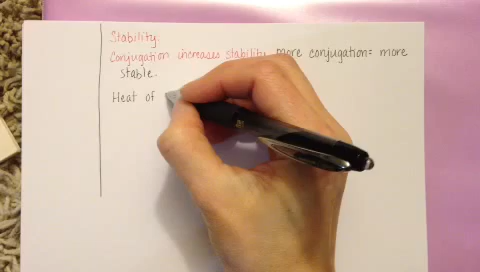 Stability:
Conjugation increases stability more conjugation= more
stable.
Heat of